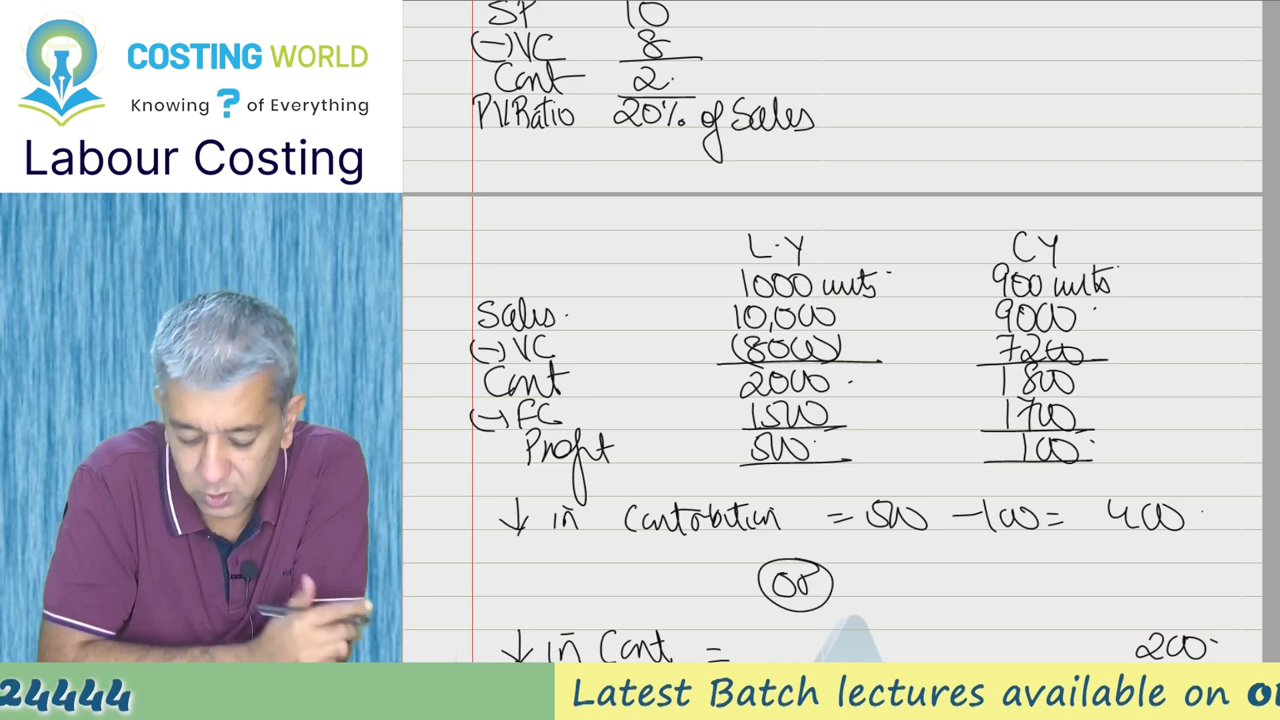 COSTING WORLD
Knowing ? of Everything
Labour Costing
SP 10
(-) VC 8
Cont 2
PV Ratio 20% of Sales
L.Y CY
1000 units 900 units
Sales 10,000 9000
(-) VC (8000) 7200
Cont 2000 1800
(-) FC 1500 1700
Profit 500 100
↓ in Contribution = 500 - 100 = 400
or
↓ in Cont = 200
24444
Latest Batch lectures available on